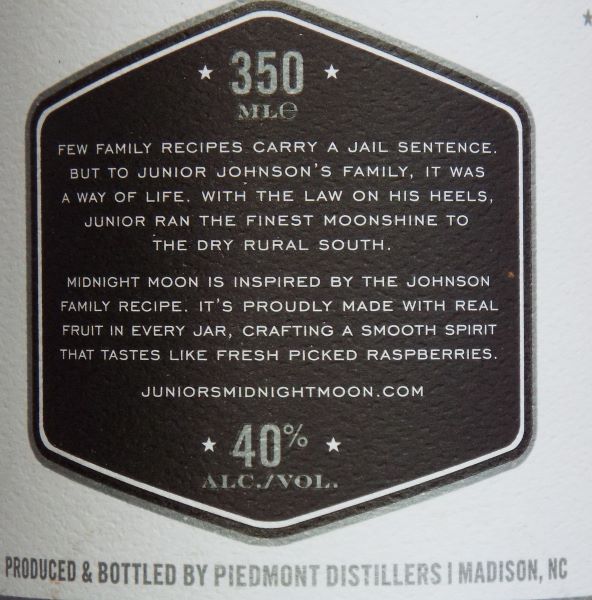 ★ 350 ★
ML℮
FEW FAMILY RECIPES CARRY A JAIL SENTENCE.
BUT TO JUNIOR JOHNSON'S FAMILY, IT WAS
A WAY OF LIFE. WITH THE LAW ON HIS HEELS,
JUNIOR RAN THE FINEST MOONSHINE TO
THE DRY RURAL SOUTH.
MIDNIGHT MOON IS INSPIRED BY THE JOHNSON
FAMILY RECIPE. IT'S PROUDLY MADE WITH REAL
FRUIT IN EVERY JAR, CRAFTING A SMOOTH SPIRIT
THAT TASTES LIKE FRESH PICKED RASPBERRIES.
JUNIORSMIDNIGHTMOON.COM
★ 40% ★
ALC./VOL.
PRODUCED & BOTTLED BY PIEDMONT DISTILLERS | MADISON, NC